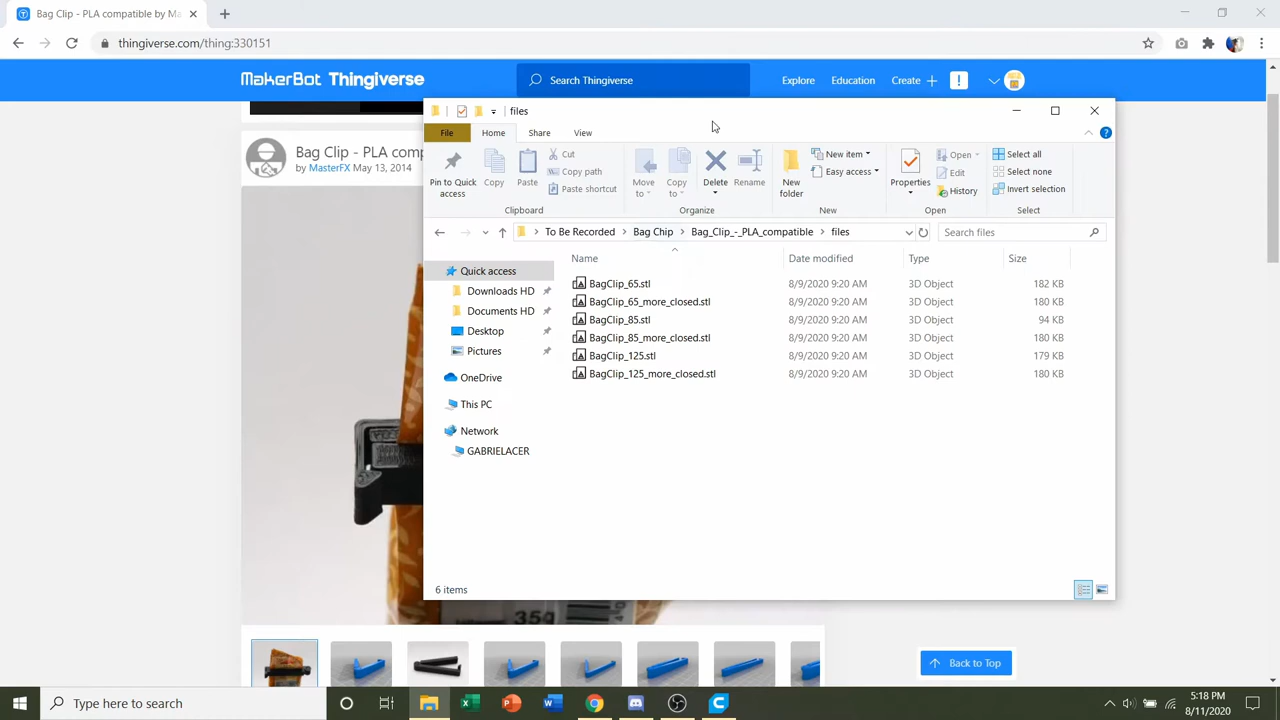 Bag Clip - PLA compatible by Ma
thingiverse.com/thing:330151
MakerBot Thingiverse
Search Thingiverse
Explore
Education
Create
Bag Clip - PLA comp
by MasterFX May 13, 2014
files
File
Home
Share
View
Pin to Quick access
Copy
Paste
Cut
Copy path
Paste shortcut
Clipboard
Move to
Copy to
Delete
Rename
Organize
New folder
New item
Easy access
New
Properties
Open
Edit
History
Open
Select all
Select none
Invert selection
Select
To Be Recorded
Bag Chip
Bag_Clip_-_PLA_compatible
files
Search files
Quick access
Downloads HD
Documents HD
Desktop
Pictures
OneDrive
This PC
Network
GABRIELACER
Name Date modified Type Size
BagClip_65.stl 8/9/2020 9:20 AM 3D Object 182 KB
BagClip_65_more_closed.stl 8/9/2020 9:20 AM 3D Object 180 KB
BagClip_85.stl 8/9/2020 9:20 AM 3D Object 94 KB
BagClip_85_more_closed.stl 8/9/2020 9:20 AM 3D Object 180 KB
BagClip_125.stl 8/9/2020 9:20 AM 3D Object 179 KB
BagClip_125_more_closed.stl 8/9/2020 9:20 AM 3D Object 180 KB
6 items
Back to Top
Type here to search
5:18 PM
8/11/2020